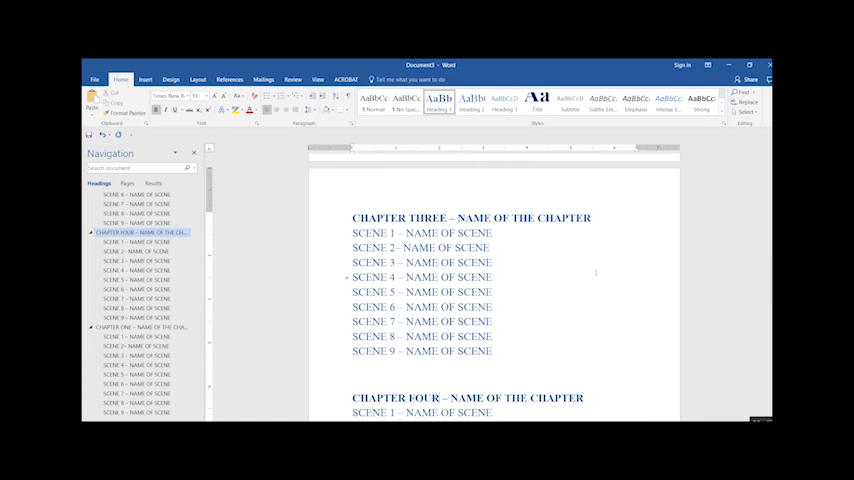 Document3 - Word
Sign in
File Home Insert Design Layout References Mailings Review View ACROBAT Tell me what you want to do Share
Paste
Cut
Copy
Format Painter
Clipboard
Times New R
Font
Paragraph
AaBbCc AaBbCc AaBb AaBbC AaBbCcD AaB AaBbCcC AaBbCcL AaBbCcL AaBbCcL AaBbCc
1 Normal 1 No Spac... Heading 1 Heading 2 Heading 3 Title Subtitle Subtle Em... Emphasis Intense E... Strong
Styles
Find
Replace
Select
Editing
Navigation
Search document
Headings Pages Results
SCENE 6 – NAME OF SCENE
SCENE 7 – NAME OF SCENE
SCENE 8 – NAME OF SCENE
SCENE 9 – NAME OF SCENE
CHAPTER FOUR – NAME OF THE CH...
SCENE 1 – NAME OF SCENE
SCENE 2– NAME OF SCENE
SCENE 3 – NAME OF SCENE
SCENE 4 – NAME OF SCENE
SCENE 5 – NAME OF SCENE
SCENE 6 – NAME OF SCENE
SCENE 7 – NAME OF SCENE
SCENE 8 – NAME OF SCENE
SCENE 9 – NAME OF SCENE
CHAPTER ONE – NAME OF THE CHA...
SCENE 1 – NAME OF SCENE
SCENE 2– NAME OF SCENE
SCENE 3 – NAME OF SCENE
SCENE 4 – NAME OF SCENE
SCENE 5 – NAME OF SCENE
SCENE 6 – NAME OF SCENE
SCENE 7 – NAME OF SCENE
SCENE 8 – NAME OF SCENE
SCENE 9 – NAME OF SCENE
CHAPTER THREE – NAME OF THE CHAPTER
SCENE 1 – NAME OF SCENE
SCENE 2– NAME OF SCENE
SCENE 3 – NAME OF SCENE
SCENE 4 – NAME OF SCENE
SCENE 5 – NAME OF SCENE
SCENE 6 – NAME OF SCENE
SCENE 7 – NAME OF SCENE
SCENE 8 – NAME OF SCENE
SCENE 9 – NAME OF SCENE
CHAPTER FOUR – NAME OF THE CHAPTER
SCENE 1 – NAME OF SCENE